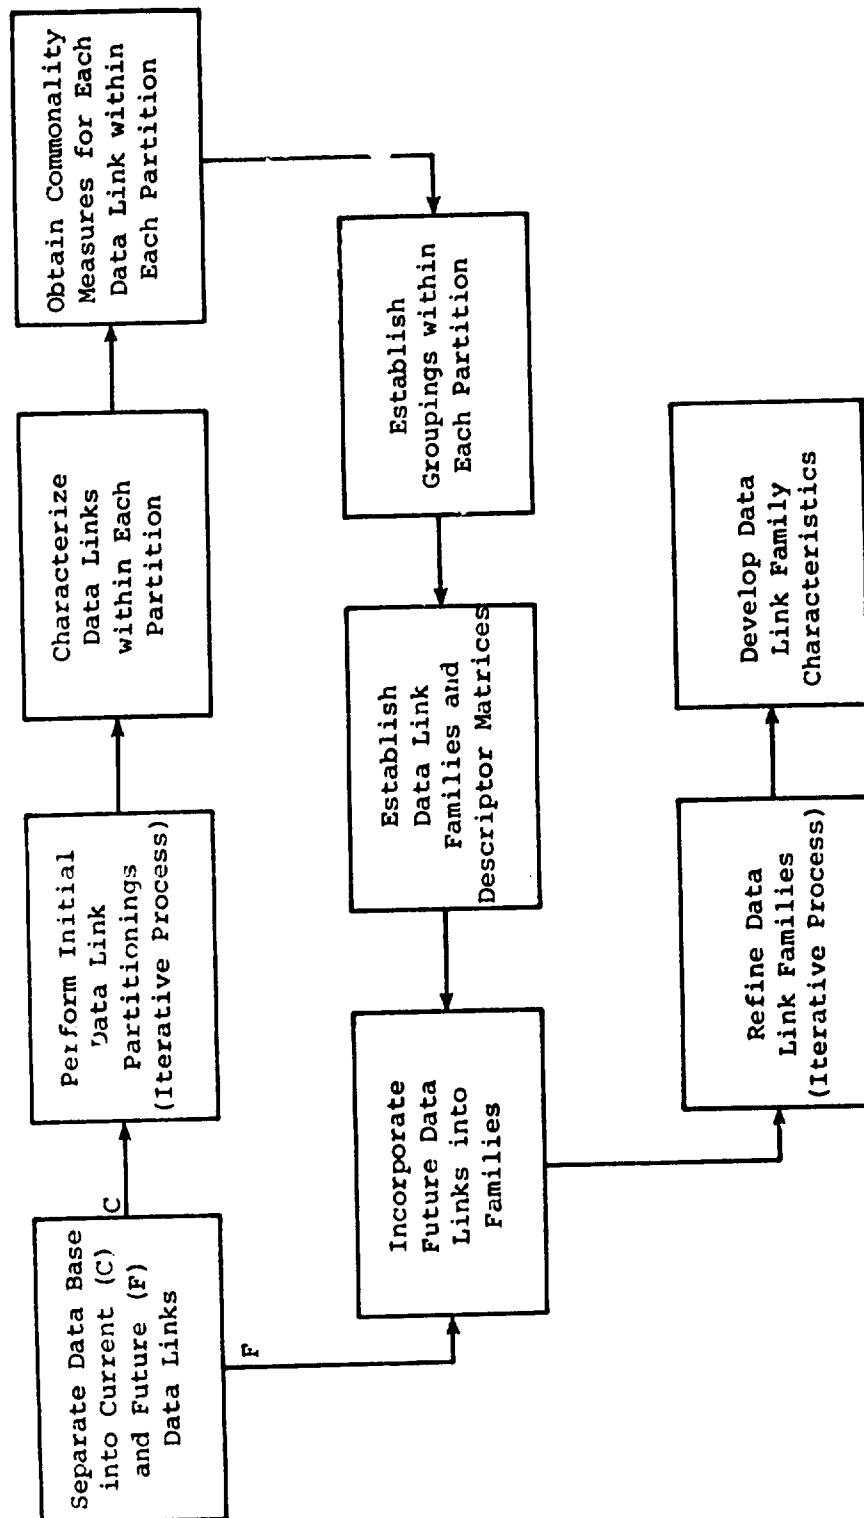 Separate Data Base
into Current (C)
and Future (F)
Data Links
C
F
Perform Initial
Data Link
Partitionings
(Iterative Process)
Characterize
Data Links
within Each
Partition
Obtain Commonality
Measures for Each
Data Link within
Each Partition
Establish
Groupings within
Each Partition
Establish
Data Link
Families and
Descriptor Matrices
Incorporate
Future Data
Links into
Families
Refine Data
Link Families
(Iterative Process)
Develop Data
Link Family
Characteristics